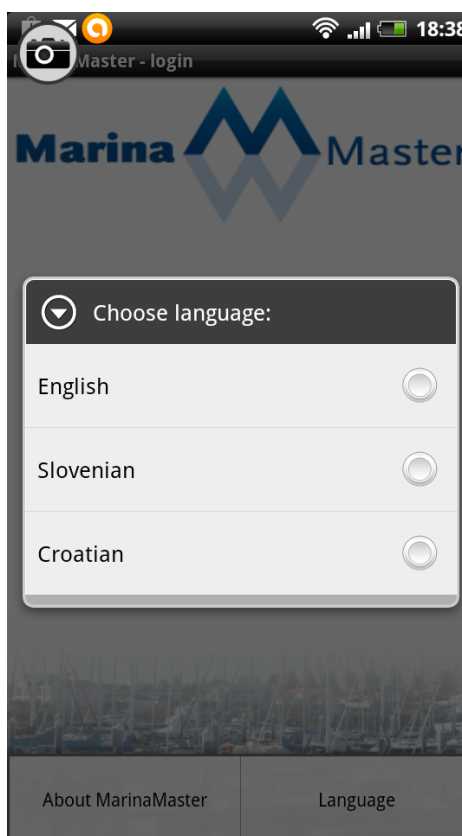 18:38
Master - login
Marina Master
Choose language:
English
Slovenian
Croatian
About MarinaMaster
Language